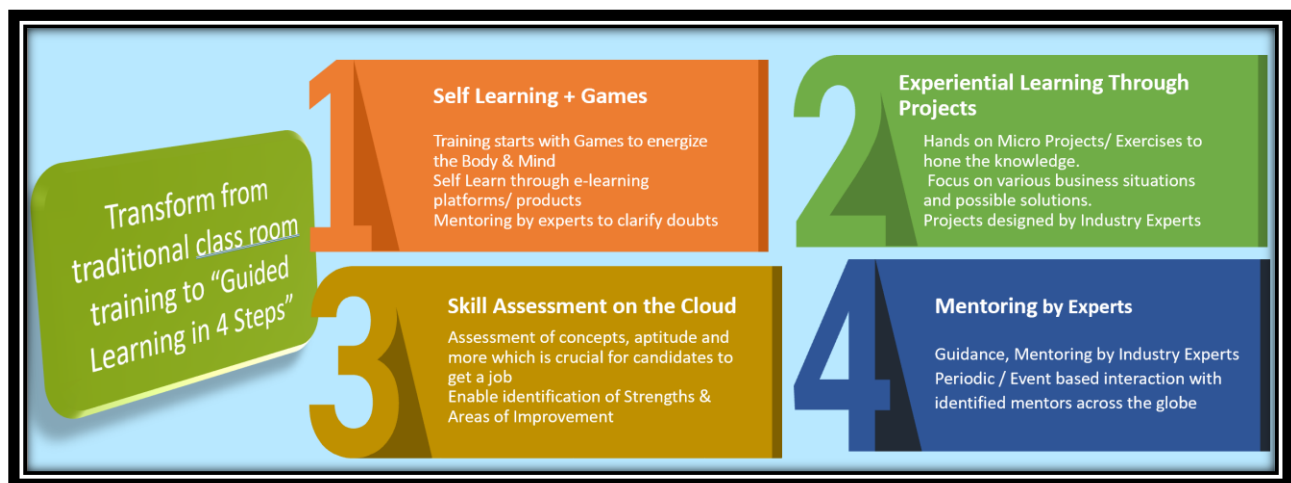 Transform from
traditional class room
training to “Guided
Learning in 4 Steps”
1
Self Learning + Games
Training starts with Games to energize
the Body & Mind
Self Learn through e-learning
platforms/ products
Mentoring by experts to clarify doubts
2
Experiential Learning Through
Projects
Hands on Micro Projects/ Exercises to
hone the knowledge.
Focus on various business situations
and possible solutions.
Projects designed by Industry Experts
3
Skill Assessment on the Cloud
Assessment of concepts, aptitude and
more which is crucial for candidates to
get a job
Enable identification of Strengths &
Areas of Improvement
4
Mentoring by Experts
Guidance, Mentoring by Industry Experts
Periodic / Event based interaction with
identified mentors across the globe